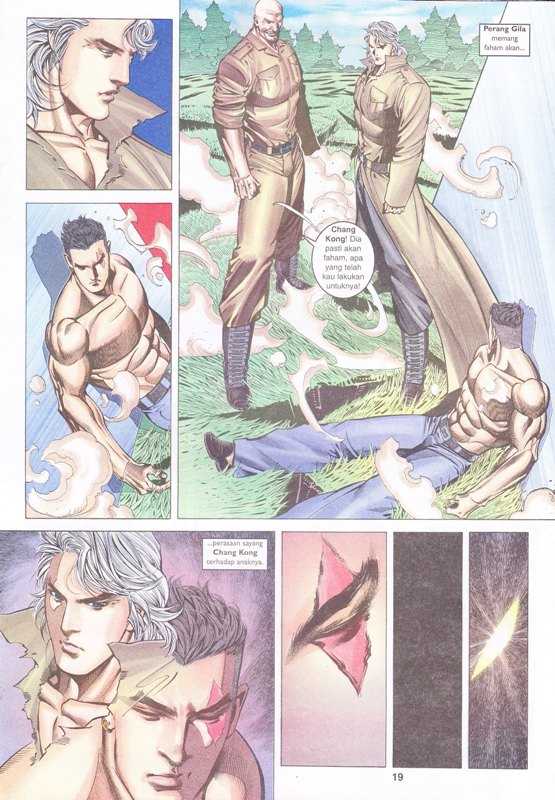 Perang Gila
memang
faham akan...
Chang
Kong! Dia
pasti akan
faham, apa
yang telah
kau lakukan
untuknya!
...perasaan sayang
Chang Kong
terhadap anaknya.
19